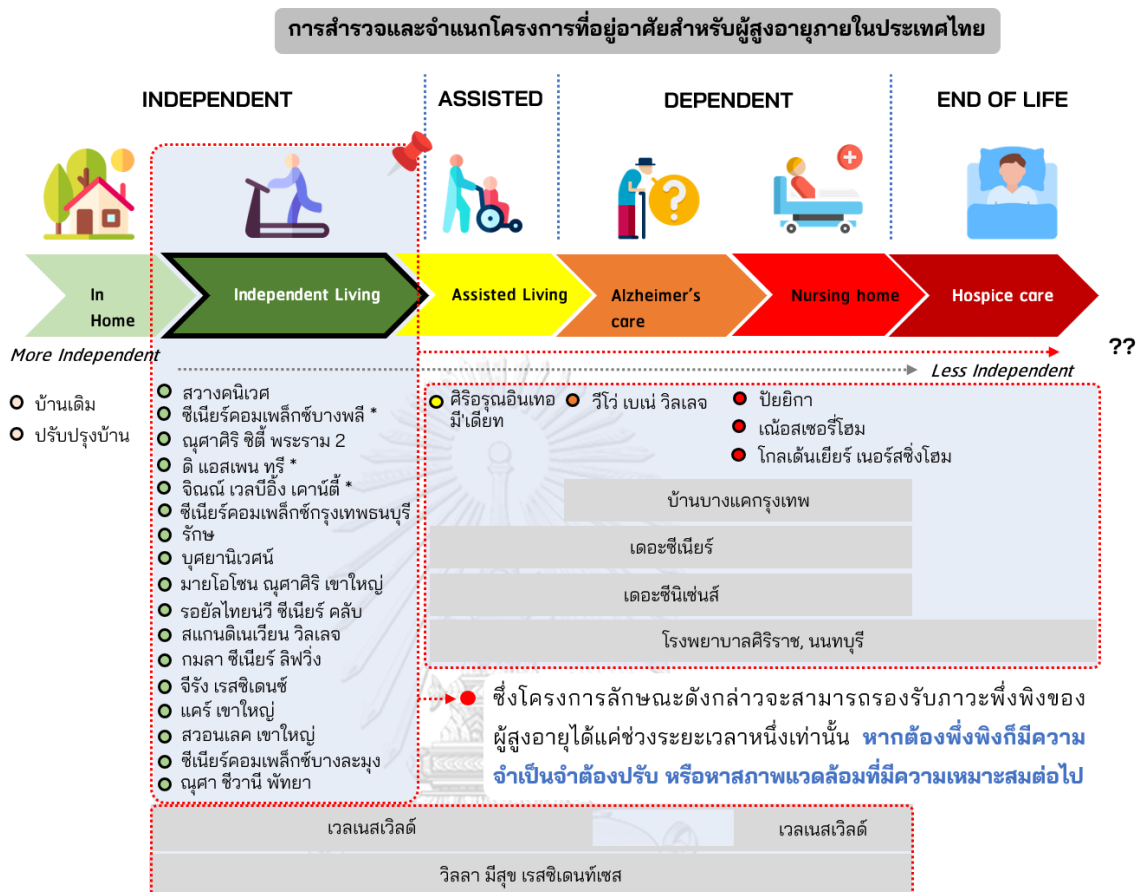 การสำรวจและจำแนกโครงการที่อยู่อาศัยสำหรับผู้สูงอายุภายในประเทศไทย
INDEPENDENT
ASSISTED
DEPENDENT
END OF LIFE
In
Home
Independent Living
Assisted Living
Alzheimer's
care
Nursing home
Hospice care
More Independent
??
Less Independent
บ้านเดิม
ปรับปรุงบ้าน
สวางคนิเวศ
ซีเนียร์คอมเพล็กซ์บางพลี *
ณุศาศิริ ซิตี้ พระราม 2
ดิ แอสเพน ทรี *
จิณณ์ เวลบีอิ้ง เคาน์ตี้ *
ซีเนียร์คอมเพล็กซ์กรุงเทพธนบุรี
รักษ
บุศยานิเวศน์
มายโอโซน ณุศาศิริ เขาใหญ่
รอยัลไทยน่วี ซีเนียร์ คลับ
สแกนดิเนเวียน วิลเลจ
กมลา ซีเนียร์ ลิฟวิ่ง
จีรัง เรสซิเดนซ์
แคร์ เขาใหญ่
สวอนเลค เขาใหญ่
ซีเนียร์คอมเพล็กซ์บางละมุง
ณุศา ชีวานี พัทยา
ศิริอรุณอินเทอ
มี'เดียท
วีโว่ เบเน่ วิลเลจ
ปัยยิกา
เณ้อสเซอรี่โฮม
โกลเด้นเยียร์ เนอร์สซิ่งโฮม
บ้านบางแคกรุงเทพ
เดอะซีเนียร์
เดอะซีนิเซ่นส์
โรงพยาบาลศิริราช, นนทบุรี
ซึ่งโครงการลักษณะดังกล่าวจะสามารถรองรับภาวะพึ่งพิงของ
ผู้สูงอายุได้แค่ช่วงระยะเวลาหนึ่งเท่านั้น หากต้องพึ่งพิงก็มีความ
จำเป็นจำต้องปรับ หรือหาสภาพแวดล้อมที่มีความเหมาะสมต่อไป
เวลเนสเวิลด์
เวลเนสเวิลด์
วิลลา มีสุข เรสซิเดนท์เซส